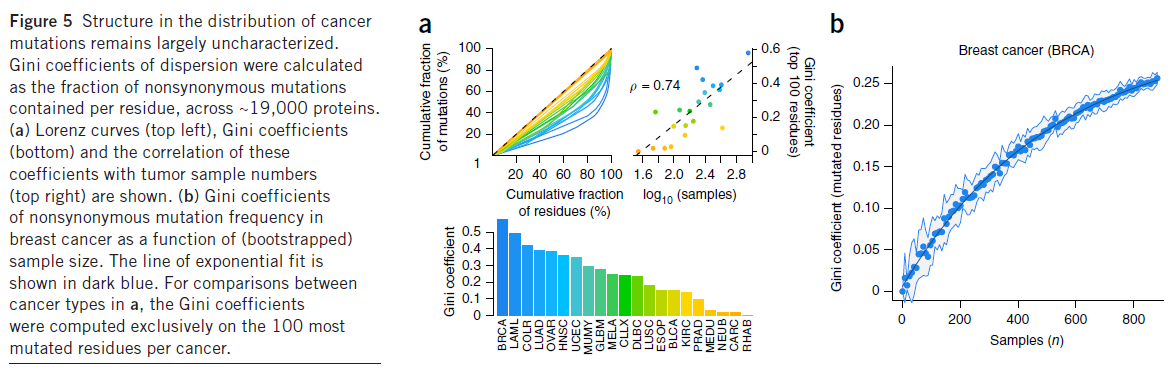 Figure 5 Structure in the distribution of cancer
mutations remains largely uncharacterized.
Gini coefficients of dispersion were calculated
as the fraction of nonsynonymous mutations
contained per residue, across ~19,000 proteins.
(a) Lorenz curves (top left), Gini coefficients
(bottom) and the correlation of these
coefficients with tumor sample numbers
(top right) are shown. (b) Gini coefficients
of nonsynonymous mutation frequency in
breast cancer as a function of (bootstrapped)
sample size. The line of exponential fit is
shown in dark blue. For comparisons between
cancer types in a, the Gini coefficients
were computed exclusively on the 100 most
mutated residues per cancer.
a
Cumulative fraction
of mutations (%)
100
80
60
40
20
1
20 40 60 80 100
Cumulative fraction
of residues (%)
ρ = 0.74
0.6
0.4
0.2
0
Gini coefficient
(top 100 residues)
1.6 2.0 2.4 2.8
log10 (samples)
Gini coefficient
0.5
0.4
0.3
0.2
0.1
0
BRCA
LAML
COLR
LUAD
OVAR
HNSC
UCEC
MUMY
GLBM
MELA
CLLX
DLBC
LUSC
ESOP
BLCA
KIRC
PRAD
MEDU
NEUB
CARC
RHAB
b
Breast cancer (BRCA)
Gini coefficient (mutated residues)
0.25
0.20
0.15
0.10
0.05
0
0 200 400 600 800
Samples (n)